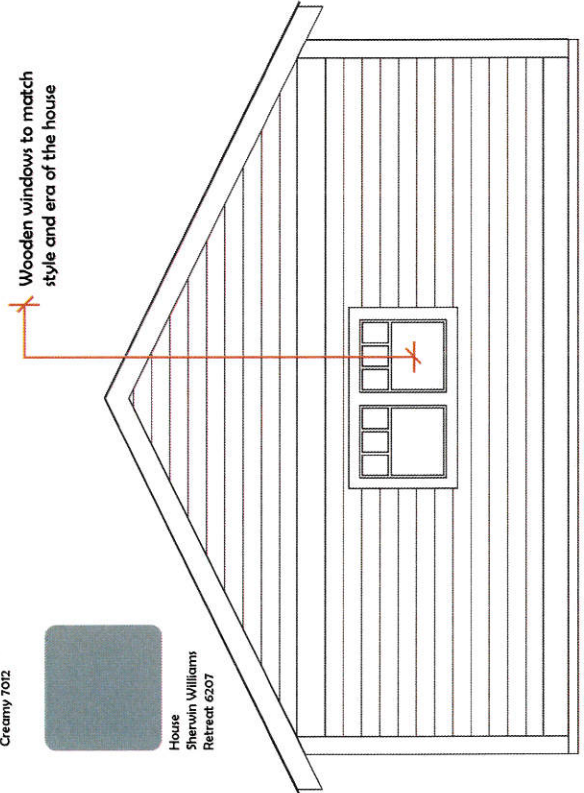 Wooden windows to match
style and era of the house
Creamy 7012
House
Sherwin Williams
Retreat 6207